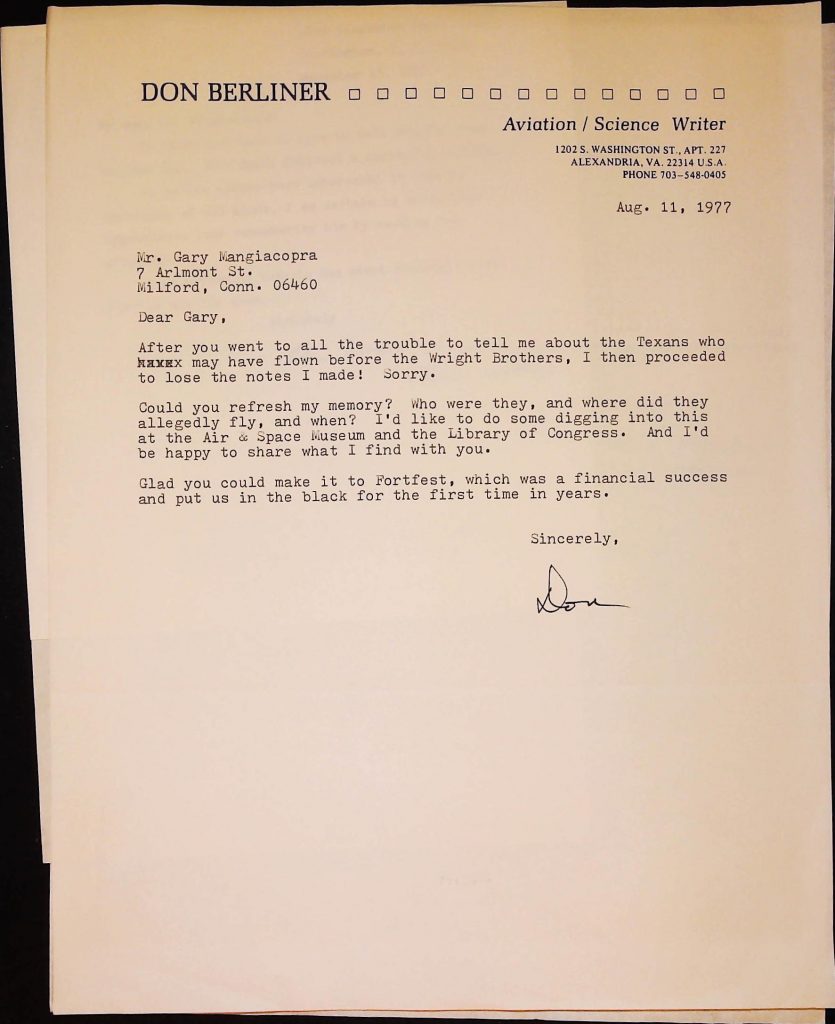 DON BERLINER
Aviation / Science Writer
1202 S. WASHINGTON ST., APT. 227
ALEXANDRIA, VA. 22314 U.S.A.
PHONE 703-548-0405
Aug. 11, 1977
Mr. Gary Mangiacopra
7 Arlmont St.
Milford, Conn. 06460
Dear Gary,
After you went to all the trouble to tell me about the Texans who
may have flown before the Wright Brothers, I then proceeded
to lose the notes I made! Sorry.
Could you refresh my memory? Who were they, and where did they
allegedly fly, and when? I'd like to do some digging into this
at the Air & Space Museum and the Library of Congress. And I'd
be happy to share what I find with you.
Glad you could make it to Fortfest, which was a financial success
and put us in the black for the first time in years.
Sincerely,
Don